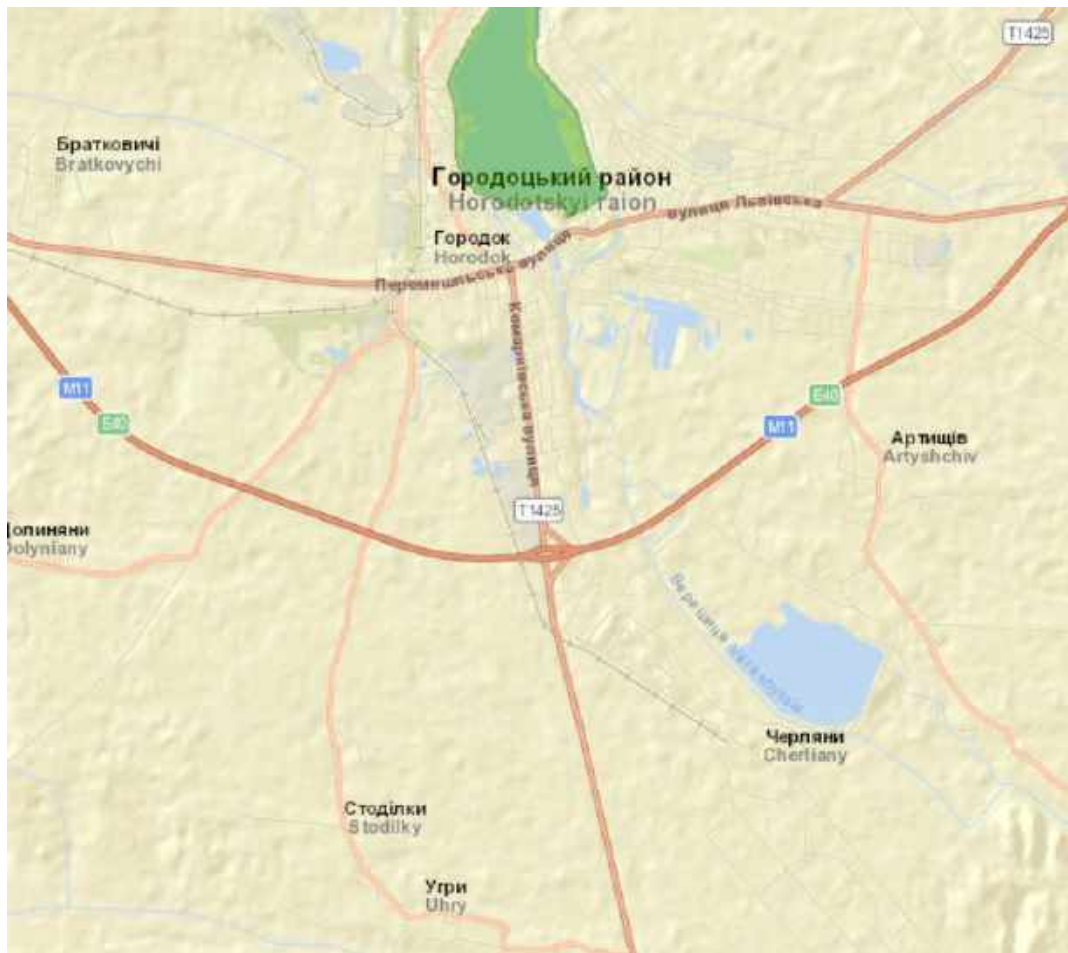 T1425
Братковичі
Bratkovychi
Городоцький район
Horodotskyi raion
вулиця Львівська
Городок
Horodok
Перемишльська вулиця
Комарнівська вулиця
M11
E40
E40
M11
Артищів
Artyshchiv
T1425
Долиняни
Dolyniany
Верещиця
Черляни
Cherliany
Стоділки
Stodilky
Угри
Uhry